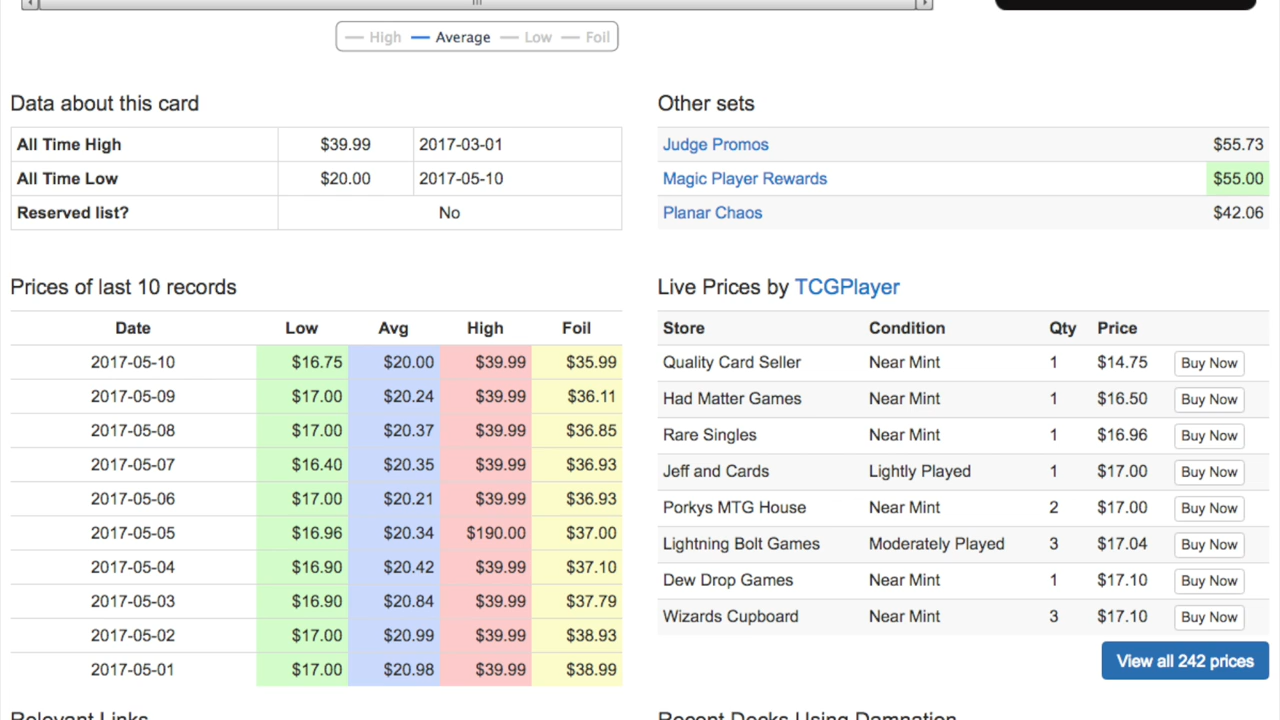 High Average Low Foil
Data about this card
All Time High $39.99 2017-03-01
All Time Low $20.00 2017-05-10
Reserved list? No
Other sets
Judge Promos $55.73
Magic Player Rewards $55.00
Planar Chaos $42.06
Prices of last 10 records
Date Low Avg High Foil
2017-05-10 $16.75 $20.00 $39.99 $35.99
2017-05-09 $17.00 $20.24 $39.99 $36.11
2017-05-08 $17.00 $20.37 $39.99 $36.85
2017-05-07 $16.40 $20.35 $39.99 $36.93
2017-05-06 $17.00 $20.21 $39.99 $36.93
2017-05-05 $16.96 $20.34 $190.00 $37.00
2017-05-04 $16.90 $20.42 $39.99 $37.10
2017-05-03 $16.90 $20.84 $39.99 $37.79
2017-05-02 $17.00 $20.99 $39.99 $38.93
2017-05-01 $17.00 $20.98 $39.99 $38.99
Live Prices by TCGPlayer
Store Condition Qty Price
Quality Card Seller Near Mint 1 $14.75 Buy Now
Had Matter Games Near Mint 1 $16.50 Buy Now
Rare Singles Near Mint 1 $16.96 Buy Now
Jeff and Cards Lightly Played 1 $17.00 Buy Now
Porkys MTG House Near Mint 2 $17.00 Buy Now
Lightning Bolt Games Moderately Played 3 $17.04 Buy Now
Dew Drop Games Near Mint 1 $17.10 Buy Now
Wizards Cupboard Near Mint 3 $17.10 Buy Now
View all 242 prices
Relevant Links
Recent Decks Using Damnation